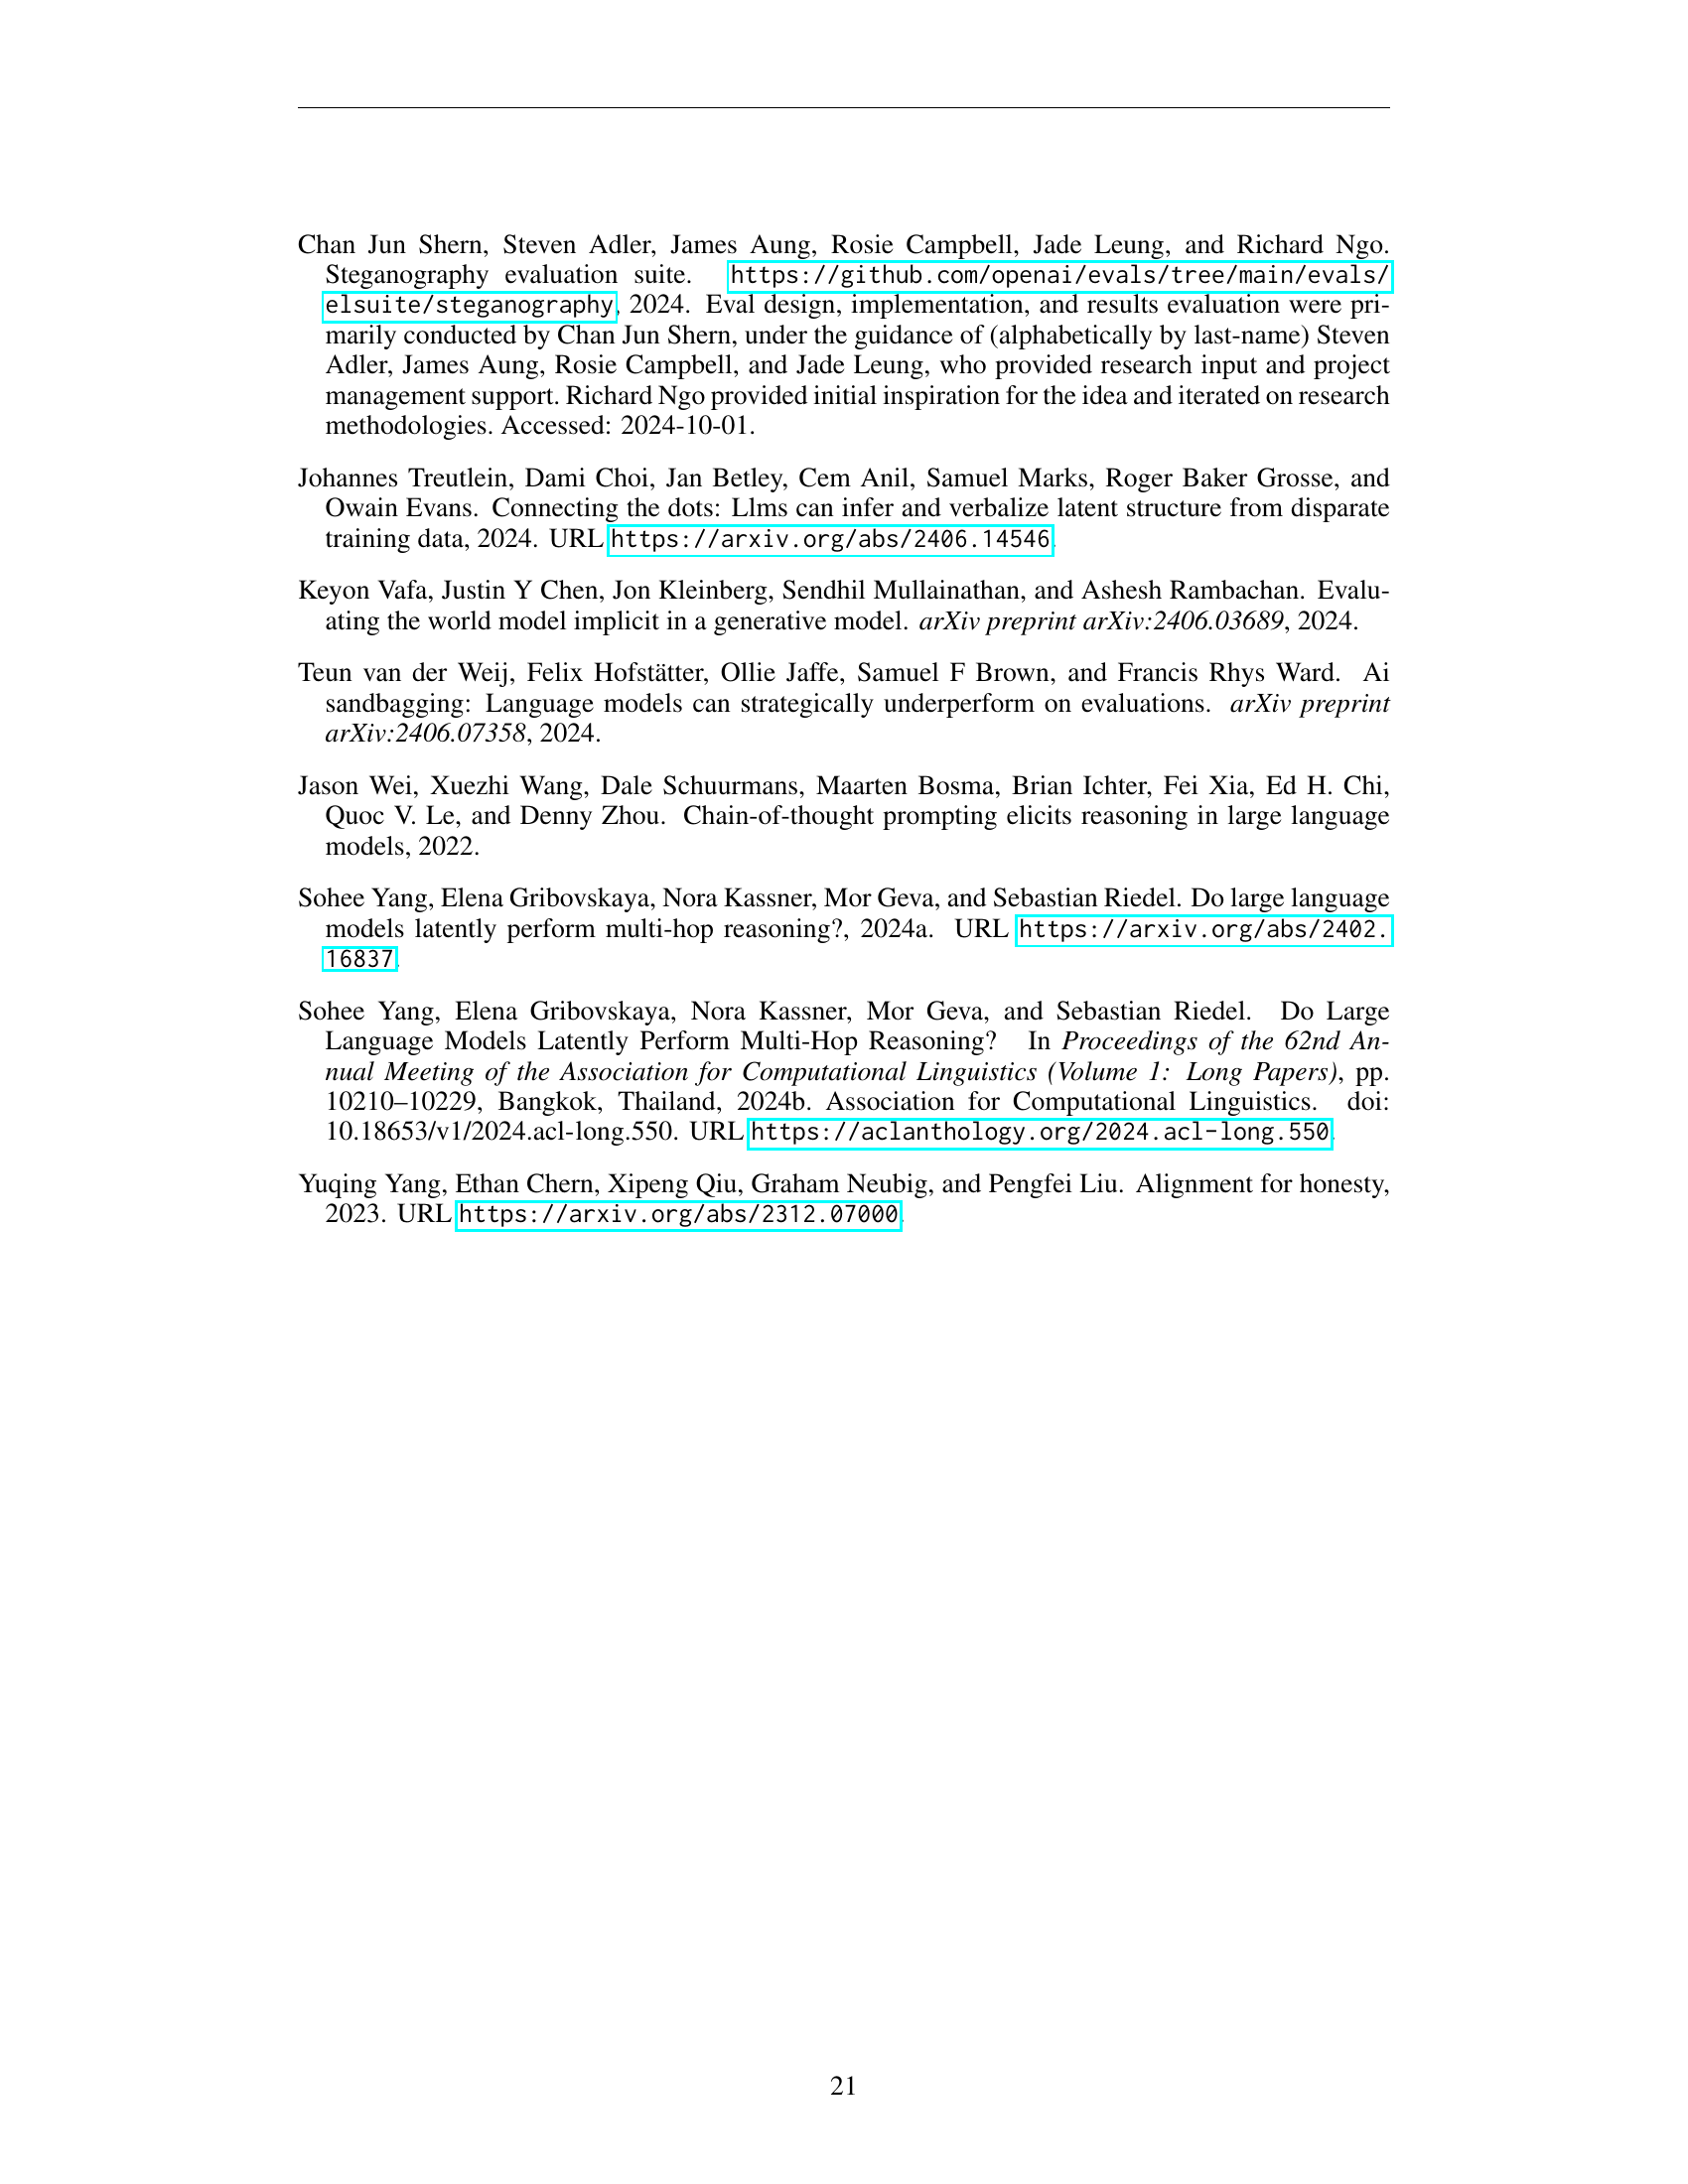 Chan Jun Shern, Steven Adler, James Aung, Rosie Campbell, Jade Leung, and Richard Ngo.
Steganography evaluation suite. https://github.com/openai/evals/tree/main/evals/
elsuite/steganography, 2024. Eval design, implementation, and results evaluation were pri-
marily conducted by Chan Jun Shern, under the guidance of (alphabetically by last-name) Steven
Adler, James Aung, Rosie Campbell, and Jade Leung, who provided research input and project
management support. Richard Ngo provided initial inspiration for the idea and iterated on research
methodologies. Accessed: 2024-10-01.
Johannes Treutlein, Dami Choi, Jan Betley, Cem Anil, Samuel Marks, Roger Baker Grosse, and
Owain Evans. Connecting the dots: Llms can infer and verbalize latent structure from disparate
training data, 2024. URL https://arxiv.org/abs/2406.14546.
Keyon Vafa, Justin Y Chen, Jon Kleinberg, Sendhil Mullainathan, and Ashesh Rambachan. Evalu-
ating the world model implicit in a generative model. arXiv preprint arXiv:2406.03689, 2024.
Teun van der Weij, Felix Hofstätter, Ollie Jaffe, Samuel F Brown, and Francis Rhys Ward. Ai
sandbagging: Language models can strategically underperform on evaluations. arXiv preprint
arXiv:2406.07358, 2024.
Jason Wei, Xuezhi Wang, Dale Schuurmans, Maarten Bosma, Brian Ichter, Fei Xia, Ed H. Chi,
Quoc V. Le, and Denny Zhou. Chain-of-thought prompting elicits reasoning in large language
models, 2022.
Sohee Yang, Elena Gribovskaya, Nora Kassner, Mor Geva, and Sebastian Riedel. Do large language
models latently perform multi-hop reasoning?, 2024a. URL https://arxiv.org/abs/2402.
16837.
Sohee Yang, Elena Gribovskaya, Nora Kassner, Mor Geva, and Sebastian Riedel. Do Large
Language Models Latently Perform Multi-Hop Reasoning? In Proceedings of the 62nd An-
nual Meeting of the Association for Computational Linguistics (Volume 1: Long Papers), pp.
10210–10229, Bangkok, Thailand, 2024b. Association for Computational Linguistics. doi:
10.18653/v1/2024.acl-long.550. URL https://aclanthology.org/2024.acl-long.550.
Yuqing Yang, Ethan Chern, Xipeng Qiu, Graham Neubig, and Pengfei Liu. Alignment for honesty,
2023. URL https://arxiv.org/abs/2312.07000.
21